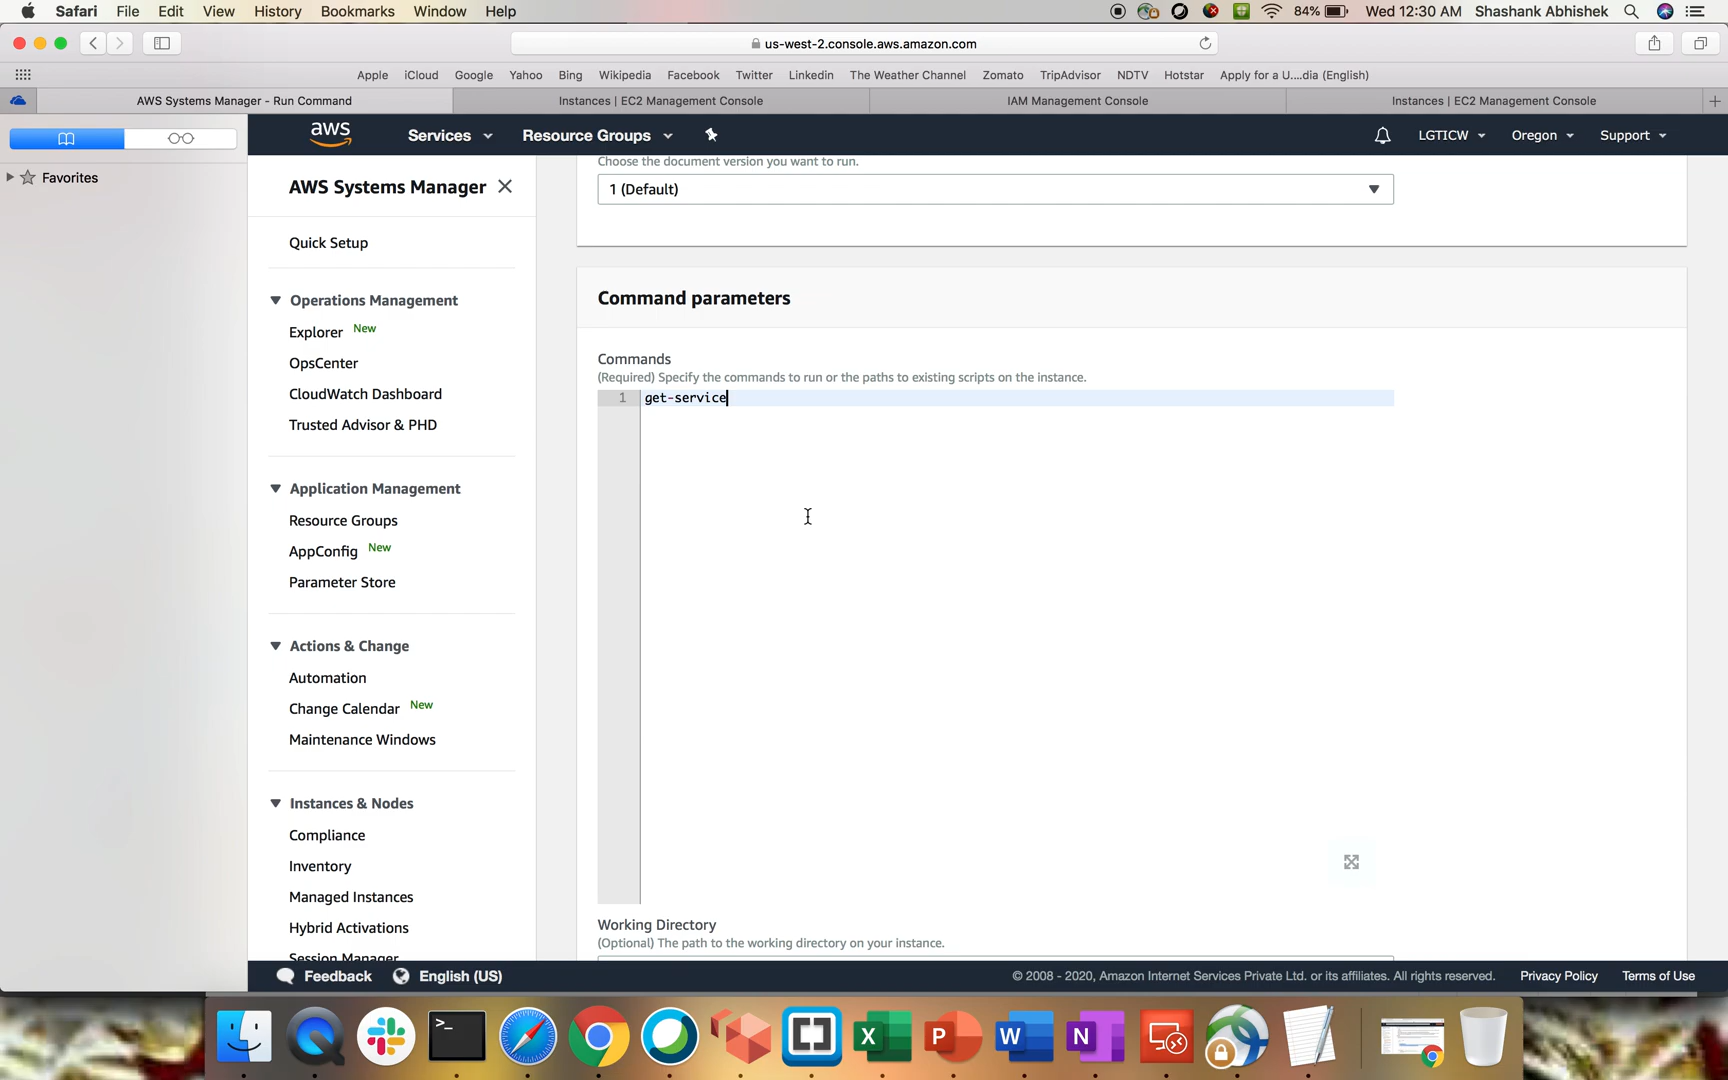 Safari File Edit View History Bookmarks Window Help 84% Wed 12:30 AM Shashank Abhishek
us-west-2.console.aws.amazon.com
Apple iCloud Google Yahoo Bing Wikipedia Facebook Twitter Linkedin The Weather Channel Zomato TripAdvisor NDTV Hotstar Apply for a U....dia (English)
AWS Systems Manager - Run Command Instances | EC2 Management Console IAM Management Console Instances | EC2 Management Console
aws Services Resource Groups LGTICW Oregon Support
Favorites
AWS Systems Manager
Quick Setup
Operations Management
Explorer New
OpsCenter
CloudWatch Dashboard
Trusted Advisor & PHD
Application Management
Resource Groups
AppConfig New
Parameter Store
Actions & Change
Automation
Change Calendar New
Maintenance Windows
Instances & Nodes
Compliance
Inventory
Managed Instances
Hybrid Activations
Session Manager
Choose the document version you want to run.
1 (Default)
Command parameters
Commands
(Required) Specify the commands to run or the paths to existing scripts on the instance.
1 get-service
Working Directory
(Optional) The path to the working directory on your instance.
Feedback English (US) © 2008 - 2020, Amazon Internet Services Private Ltd. or its affiliates. All rights reserved. Privacy Policy Terms of Use
>_ X P W N